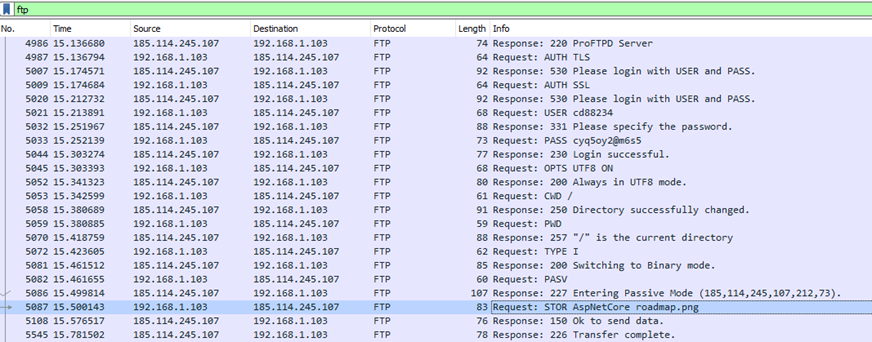 ftp
No. Time Source Destination Protocol Length Info
4986 15.136680 185.114.245.107 192.168.1.103 FTP 74 Response: 220 ProFTPD Server
4987 15.136794 192.168.1.103 185.114.245.107 FTP 64 Request: AUTH TLS
5007 15.174571 185.114.245.107 192.168.1.103 FTP 92 Response: 530 Please login with USER and PASS.
5009 15.174684 192.168.1.103 185.114.245.107 FTP 64 Request: AUTH SSL
5020 15.212732 185.114.245.107 192.168.1.103 FTP 92 Response: 530 Please login with USER and PASS.
5021 15.213891 192.168.1.103 185.114.245.107 FTP 68 Request: USER cd88234
5032 15.251967 185.114.245.107 192.168.1.103 FTP 88 Response: 331 Please specify the password.
5033 15.252139 192.168.1.103 185.114.245.107 FTP 73 Request: PASS cyq5oy2@m6s5
5044 15.303274 185.114.245.107 192.168.1.103 FTP 77 Response: 230 Login successful.
5045 15.303393 192.168.1.103 185.114.245.107 FTP 68 Request: OPTS UTF8 ON
5052 15.341323 185.114.245.107 192.168.1.103 FTP 80 Response: 200 Always in UTF8 mode.
5053 15.342599 192.168.1.103 185.114.245.107 FTP 61 Request: CWD /
5058 15.380689 185.114.245.107 192.168.1.103 FTP 91 Response: 250 Directory successfully changed.
5059 15.380885 192.168.1.103 185.114.245.107 FTP 59 Request: PWD
5070 15.418759 185.114.245.107 192.168.1.103 FTP 88 Response: 257 "/" is the current directory
5072 15.423605 192.168.1.103 185.114.245.107 FTP 62 Request: TYPE I
5081 15.461512 185.114.245.107 192.168.1.103 FTP 85 Response: 200 Switching to Binary mode.
5082 15.461655 192.168.1.103 185.114.245.107 FTP 60 Request: PASV
5086 15.499814 185.114.245.107 192.168.1.103 FTP 107 Response: 227 Entering Passive Mode (185,114,245,107,212,73).
5087 15.500143 192.168.1.103 185.114.245.107 FTP 83 Request: STOR AspNetCore roadmap.png
5108 15.576517 185.114.245.107 192.168.1.103 FTP 76 Response: 150 Ok to send data.
5545 15.781502 185.114.245.107 192.168.1.103 FTP 78 Response: 226 Transfer complete.